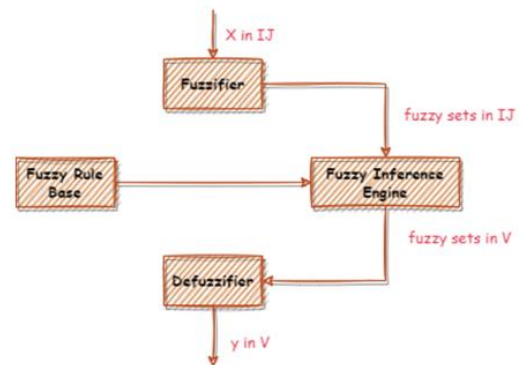 X in IJ
Fuzzifier
fuzzy sets in IJ
Fuzzy Rule
Base
Fuzzy Inference
Engine
fuzzy sets in V
Defuzzifier
y in V